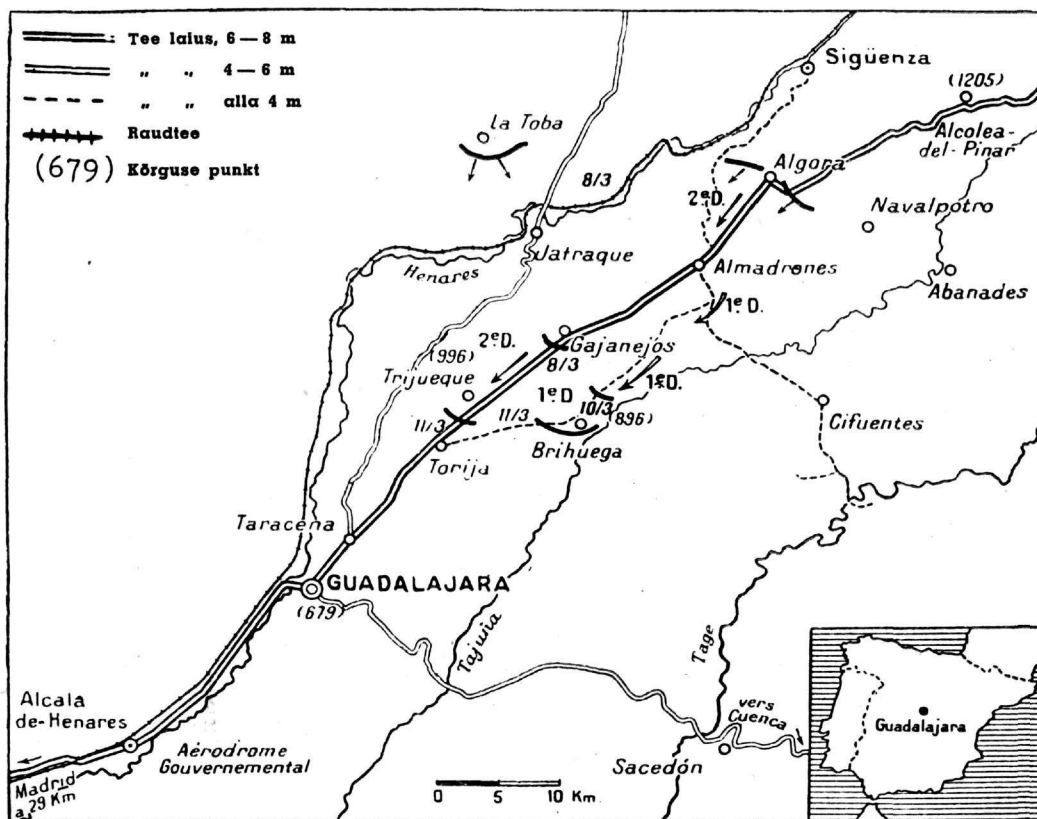 Tee laius, 6 — 8 m
„ „ 4 — 6 m
„ „ alla 4 m
Raudtee
(679) Kõrguse punkt
Sigüenza
(1205)
Alcolea-
del-Pinar
la Toba
8/3
Algora
2e D.
Navalpotro
Jatraque
Henares
Almadrones
Abanades
1e D.
2e D.
Gajanejos
8/3
(996)
Trijueque
1e D
1e D.
11/3
11/3
10/3
(896)
Cifuentes
Brihuega
Torija
Taracena
GUADALAJARA
(679)
Tajuña
Tage
Alcala
de-Henares
vers
Cuenca
Guadalajara
Aérodrome
Gouvernemental
Sacedón
Madrid
a 29 Km
0 5 10 Km.